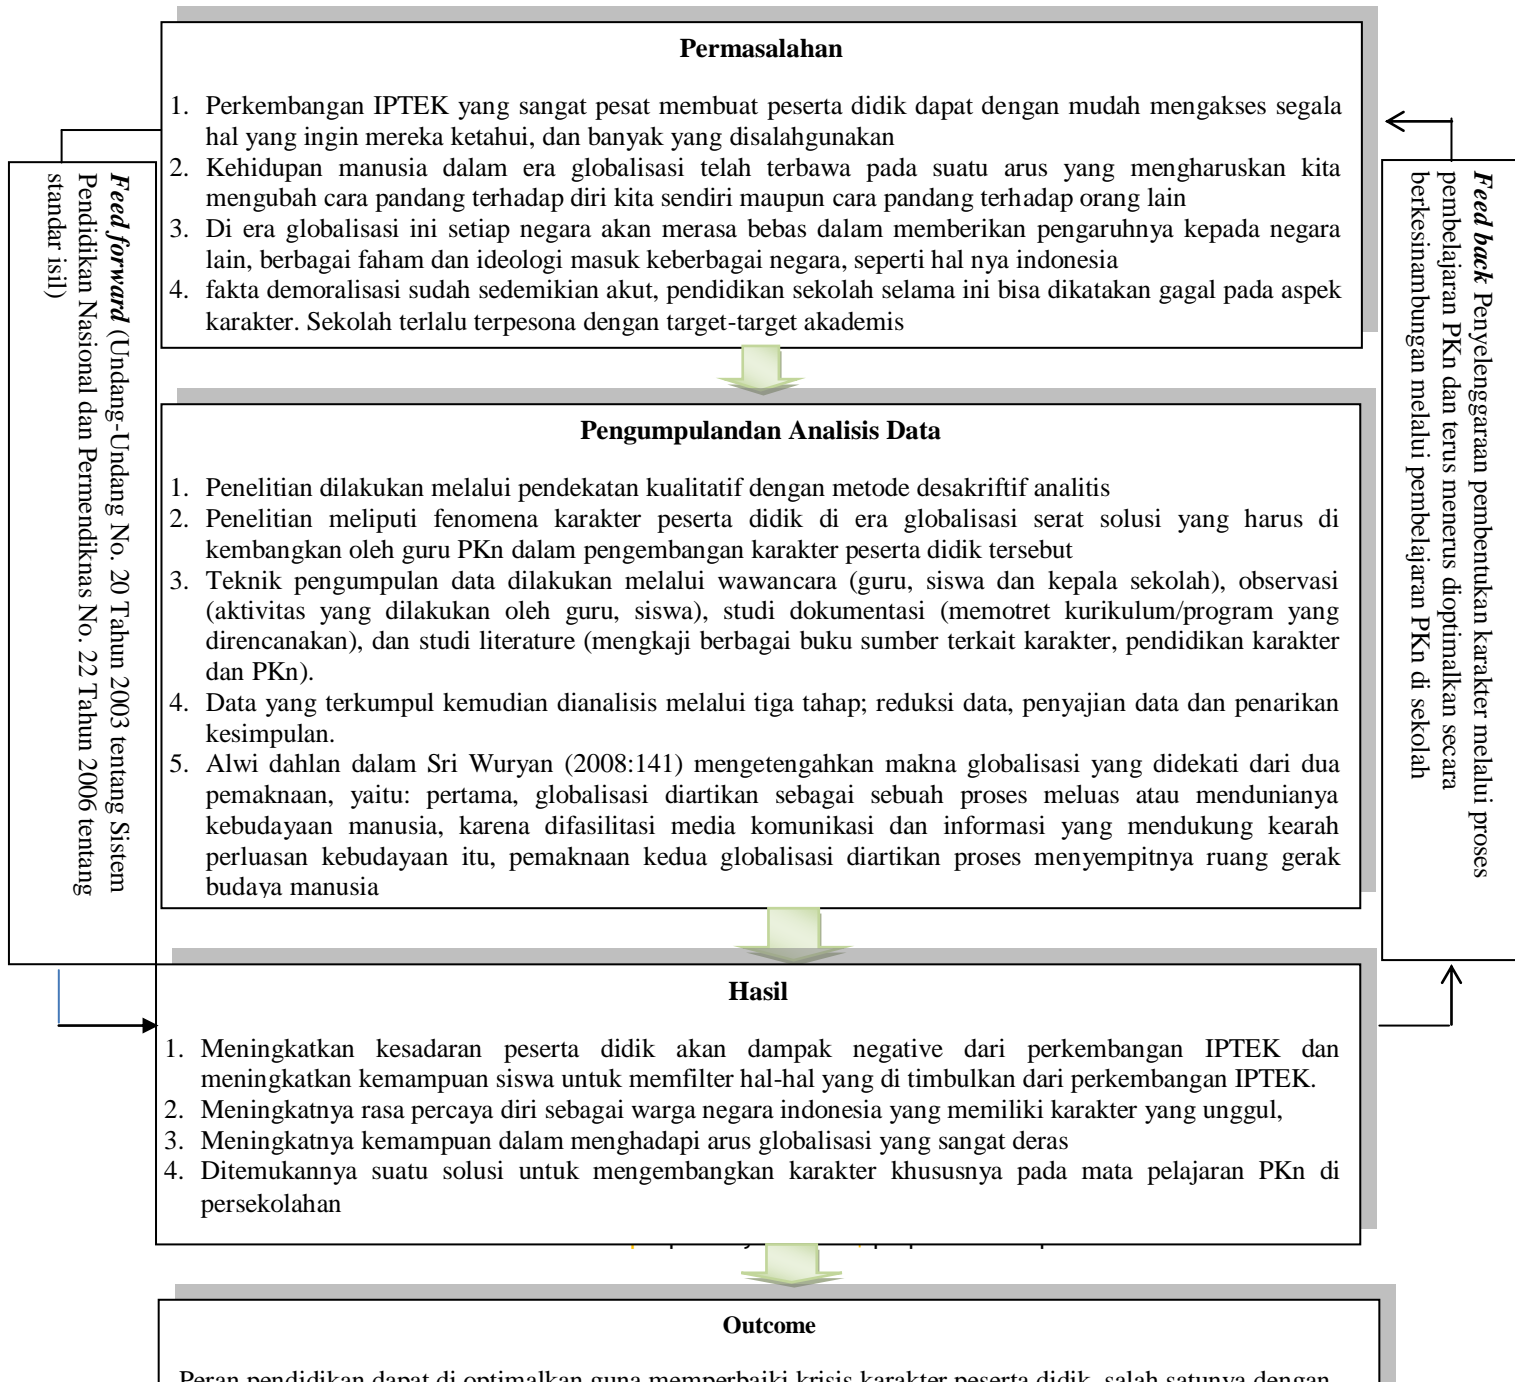 Permasalahan
1. Perkembangan IPTEK yang sangat pesat membuat peserta didik dapat dengan mudah mengakses segala
hal yang ingin mereka ketahui, dan banyak yang disalahgunakan
2. Kehidupan manusia dalam era globalisasi telah terbawa pada suatu arus yang mengharuskan kita
mengubah cara pandang terhadap diri kita sendiri maupun cara pandang terhadap orang lain
3. Di era globalisasi ini setiap negara akan merasa bebas dalam memberikan pengaruhnya kepada negara
lain, berbagai faham dan ideologi masuk keberbagai negara, seperti hal nya indonesia
4. fakta demoralisasi sudah sedemikian akut, pendidikan sekolah selama ini bisa dikatakan gagal pada aspek
karakter. Sekolah terlalu terpesona dengan target-target akademis
Feed forward (Undang-Undang No. 20 Tahun 2003 tentang Sistem
Pendidikan Nasional dan Permendiknas No. 22 Tahun 2006 tentang
standar isil)
Feed back Penyelenggaraan pembentukan karakter melalui proses
pembelajaran PKn dan terus menerus dioptimalkan secara
berkesinambungan melalui pembelajaran PKn di sekolah
Pengumpulandan Analisis Data
1. Penelitian dilakukan melalui pendekatan kualitatif dengan metode desakriftif analitis
2. Penelitian meliputi fenomena karakter peserta didik di era globalisasi serat solusi yang harus di
kembangkan oleh guru PKn dalam pengembangan karakter peserta didik tersebut
3. Teknik pengumpulan data dilakukan melalui wawancara (guru, siswa dan kepala sekolah), observasi
(aktivitas yang dilakukan oleh guru, siswa), studi dokumentasi (memotret kurikulum/program yang
direncanakan), dan studi literature (mengkaji berbagai buku sumber terkait karakter, pendidikan karakter
dan PKn).
4. Data yang terkumpul kemudian dianalisis melalui tiga tahap; reduksi data, penyajian data dan penarikan
kesimpulan.
5. Alwi dahlan dalam Sri Wuryan (2008:141) mengetengahkan makna globalisasi yang didekati dari dua
pemaknaan, yaitu: pertama, globalisasi diartikan sebagai sebuah proses meluas atau mendunianya
kebudayaan manusia, karena difasilitasi media komunikasi dan informasi yang mendukung kearah
perluasan kebudayaan itu, pemaknaan kedua globalisasi diartikan proses menyempitnya ruang gerak
budaya manusia
Hasil
1. Meningkatkan kesadaran peserta didik akan dampak negative dari perkembangan IPTEK dan
meningkatkan kemampuan siswa untuk memfilter hal-hal yang di timbulkan dari perkembangan IPTEK.
2. Meningkatnya rasa percaya diri sebagai warga negara indonesia yang memiliki karakter yang unggul,
3. Meningkatnya kemampuan dalam menghadapi arus globalisasi yang sangat deras
4. Ditemukannya suatu solusi untuk mengembangkan karakter khususnya pada mata pelajaran PKn di
persekolahan
Outcome
Peran pendidikan dapat di optimalkan guna memperbaiki krisis karakter peserta didik, salah satunya dengan